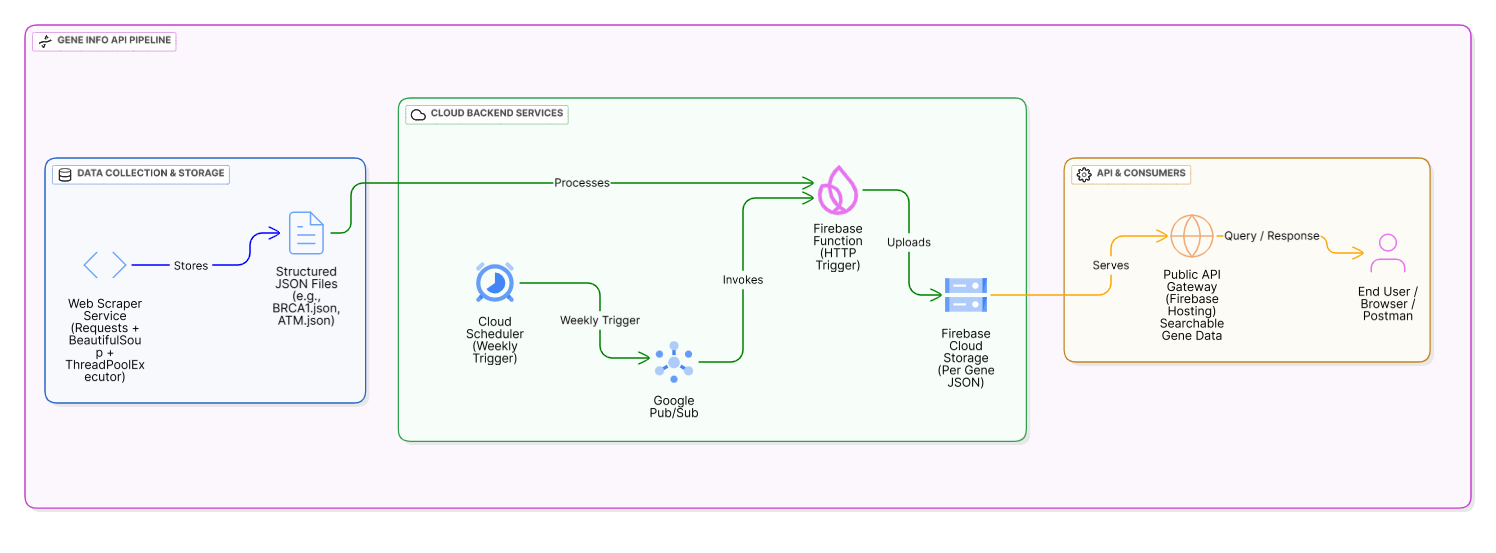 GENE INFO API PIPELINE
CLOUD BACKEND SERVICES
DATA COLLECTION & STORAGE
API & CONSUMERS
Processes
Stores
Weekly Trigger
Invokes
Uploads
Serves
Query / Response
Web Scraper
Service
(Requests +
BeautifulSou
p +
ThreadPoolEx
ecutor)
Structured
JSON Files
(e.g.,
BRCA1.json,
ATM.json)
Cloud
Scheduler
(Weekly
Trigger)
Google
Pub/Sub
Firebase
Function
(HTTP
Trigger)
Firebase
Cloud
Storage
(Per Gene
JSON)
Public API
Gateway
(Firebase
Hosting)
Searchable
Gene Data
End User /
Browser /
Postman